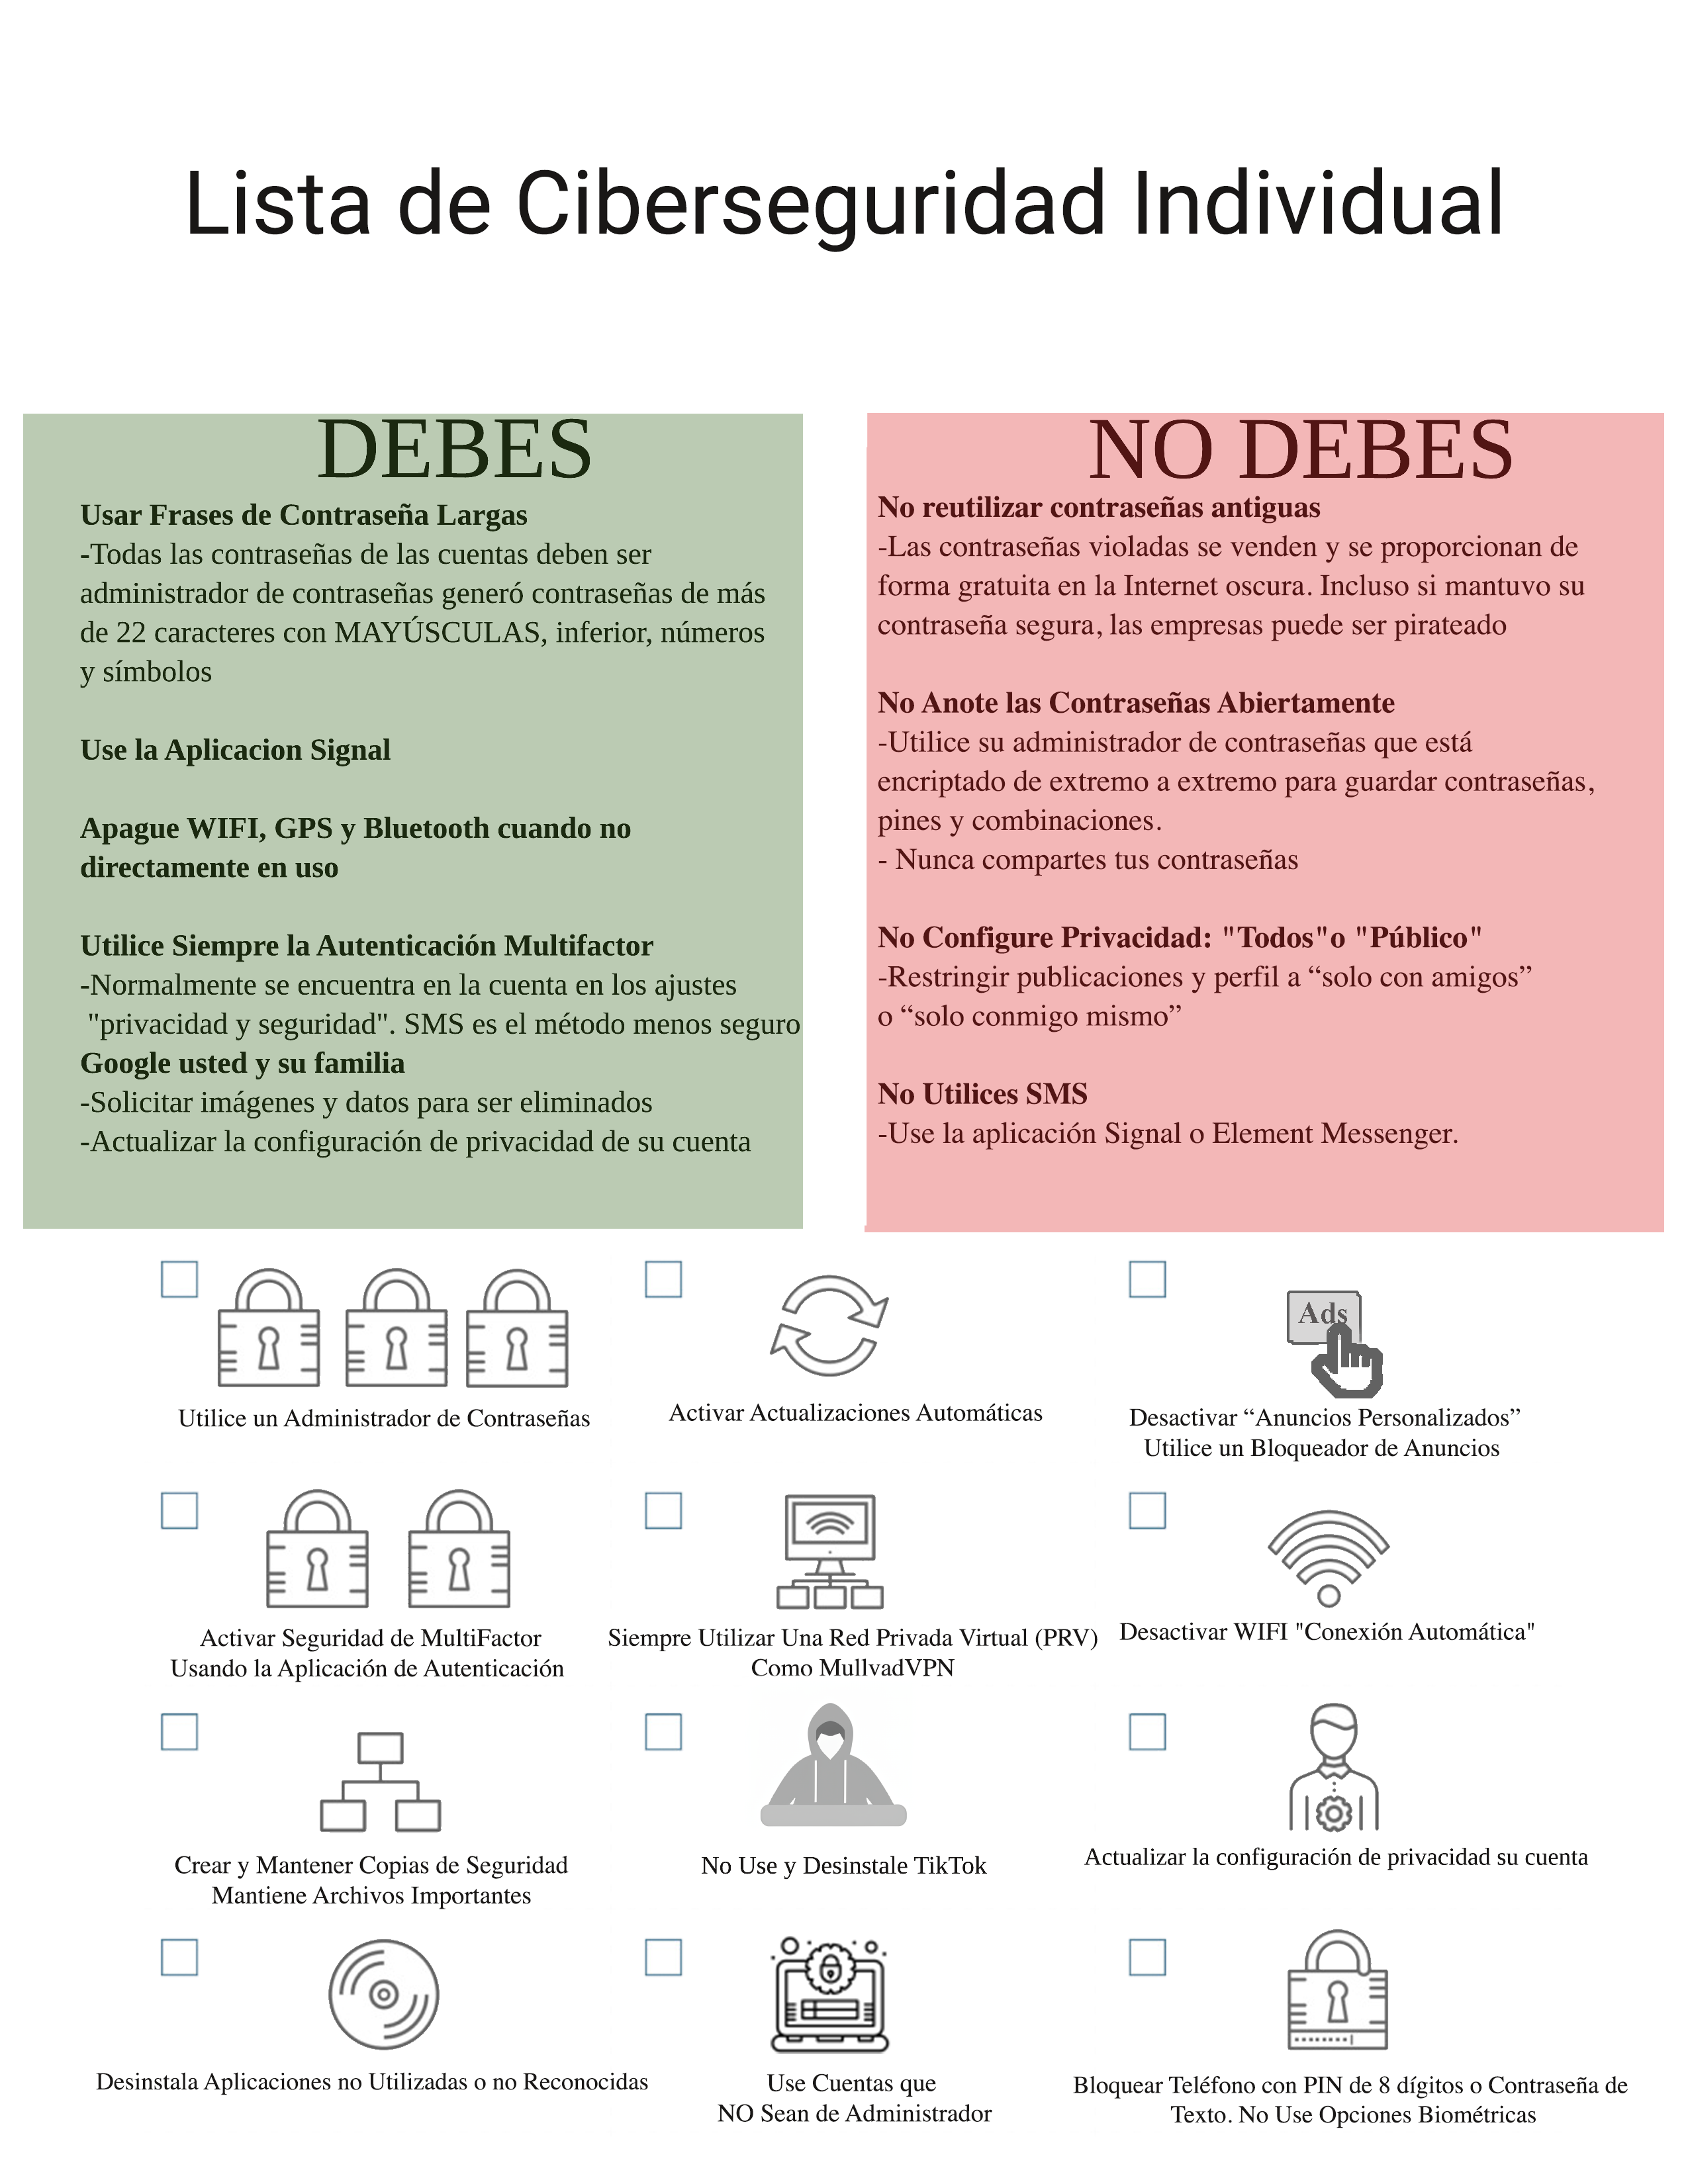 Lista de Ciberseguridad Individual
DEBES
Usar Frases de Contraseña Largas
-Todas las contraseñas de las cuentas deben ser
administrador de contraseñas generó contraseñas de más
de 22 caracteres con MAYÚSCULAS, inferior, números
y símbolos
Use la Aplicacion Signal
Apague WIFI, GPS y Bluetooth cuando no
directamente en uso
Utilice Siempre la Autenticación Multifactor
-Normalmente se encuentra en la cuenta en los ajustes
"privacidad y seguridad". SMS es el método menos seguro
Google usted y su familia
-Solicitar imágenes y datos para ser eliminados
-Actualizar la configuración de privacidad de su cuenta
NO DEBES
No reutilizar contraseñas antiguas
-Las contraseñas violadas se venden y se proporcionan de
forma gratuita en la Internet oscura. Incluso si mantuvo su
contraseña segura, las empresas puede ser pirateado
No Anote las Contraseñas Abiertamente
-Utilice su administrador de contraseñas que está
encriptado de extremo a extremo para guardar contraseñas,
pines y combinaciones.
- Nunca compartes tus contraseñas
No Configure Privacidad: "Todos"o "Público"
-Restringir publicaciones y perfil a “solo con amigos”
o “solo conmigo mismo”
No Utilices SMS
-Use la aplicación Signal o Element Messenger.
Utilice un Administrador de Contraseñas
Activar Actualizaciones Automáticas
Ads
Desactivar “Anuncios Personalizados”
Utilice un Bloqueador de Anuncios
Activar Seguridad de MultiFactor
Usando la Aplicación de Autenticación
Siempre Utilizar Una Red Privada Virtual (PRV)
Como MullvadVPN
Desactivar WIFI "Conexión Automática"
Crear y Mantener Copias de Seguridad
Mantiene Archivos Importantes
No Use y Desinstale TikTok
Actualizar la configuración de privacidad su cuenta
Desinstala Aplicaciones no Utilizadas o no Reconocidas
Use Cuentas que
NO Sean de Administrador
Bloquear Teléfono con PIN de 8 dígitos o Contraseña de
Texto. No Use Opciones Biométricas